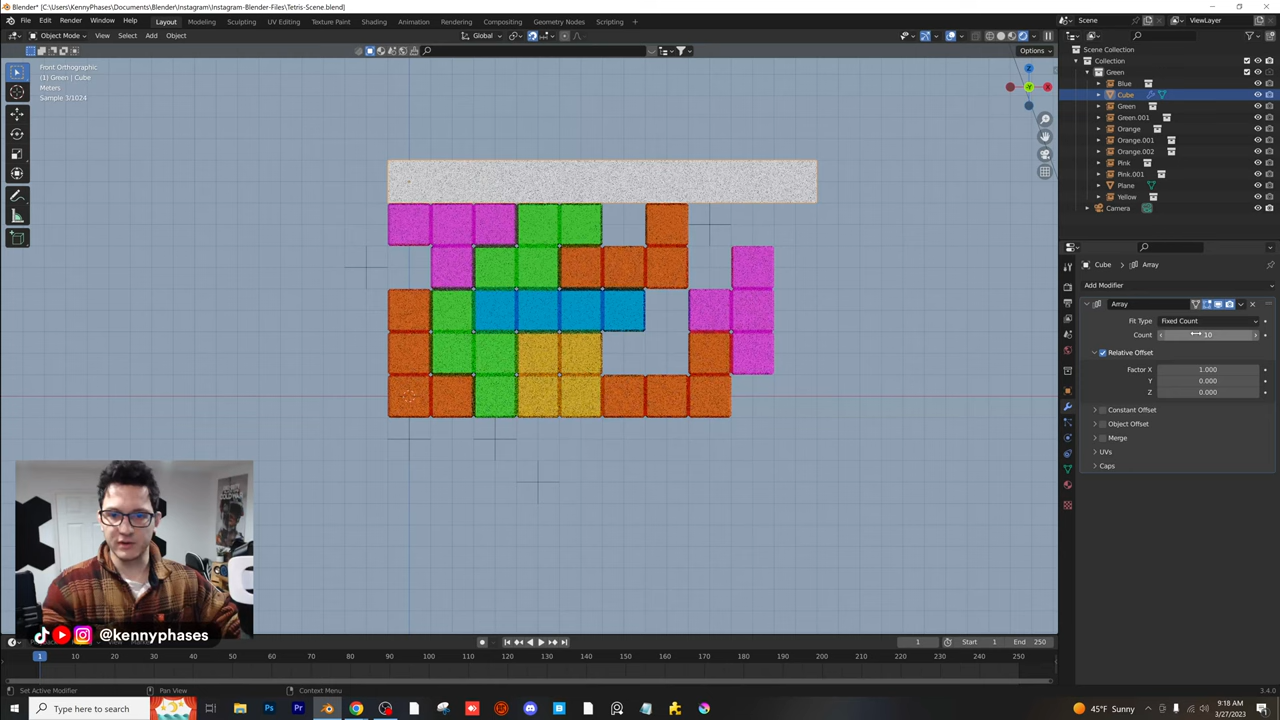 Blender* [C:\Users\KennyPhases\Documents\Blender\Instagram\Instagram-Blender-Files\Tetris-Scene.blend]
File Edit Render Window Help Layout Modeling Sculpting UV Editing Texture Paint Shading Animation Rendering Compositing Geometry Nodes Scripting Scene ViewLayer
Object Mode View Select Add Object Global
Options
Front Orthographic
(1) Green | Cube
Meters
Sample 3/1024
Z
X
Y
Scene Collection
Collection
Green
Blue
Cube
Green
Green.001
Orange
Orange.001
Orange.002
Pink
Pink.001
Plane
Yellow
Camera
Cube Array
Add Modifier
Array
Fit Type Fixed Count
Count 10
Relative Offset
Factor X 1.000
Y 0.000
Z 0.000
Constant Offset
Object Offset
Merge
UVs
Caps
@kennyphases
1 Start 1 End 250
1 10 20 30 40 50 60 70 80 90 100 110 120 130 140 150 160 170 180 190 200 210 220 230 240 250
Set Active Modifier Pan View Context Menu 3.4.0
Type here to search
Ps
Pr
45°F Sunny
9:18 AM
3/27/2023